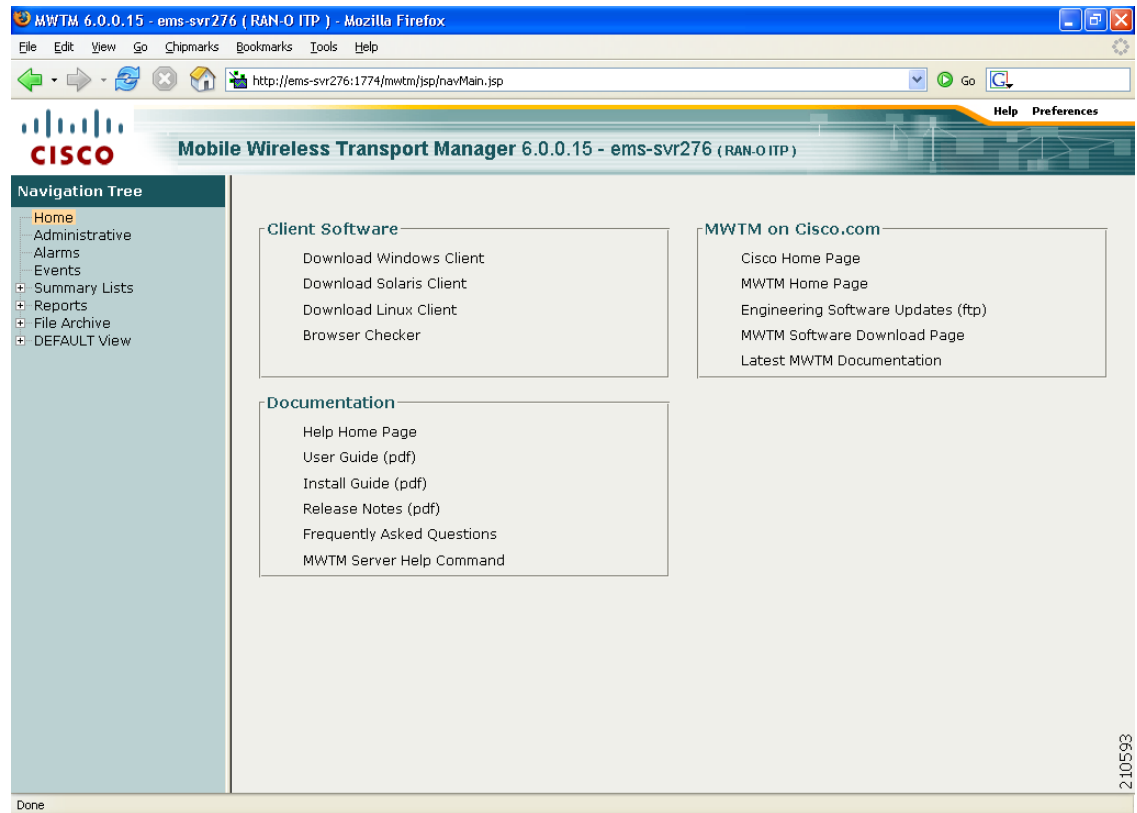 MWTM 6.0.0.15 - ems-svr276 ( RAN-O ITP ) - Mozilla Firefox
File Edit View Go Chipmarks Bookmarks Tools Help
http://ems-svr276:1774/mwtm/jsp/navMain.jsp Go G
Help Preferences
CISCO
Mobile Wireless Transport Manager 6.0.0.15 - ems-svr276 ( RAN-O ITP )
Navigation Tree
Home
Administrative
Alarms
Events
Summary Lists
Reports
File Archive
DEFAULT View
Client Software
Download Windows Client
Download Solaris Client
Download Linux Client
Browser Checker
MWTM on Cisco.com
Cisco Home Page
MWTM Home Page
Engineering Software Updates (ftp)
MWTM Software Download Page
Latest MWTM Documentation
Documentation
Help Home Page
User Guide (pdf)
Install Guide (pdf)
Release Notes (pdf)
Frequently Asked Questions
MWTM Server Help Command
210593
Done